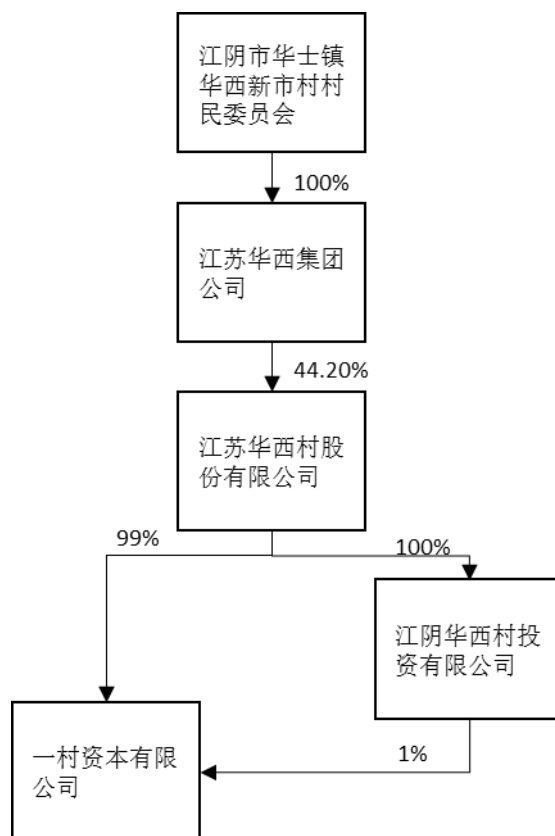 江阴市华士镇
华西新市村村
民委员会
100%
江苏华西集团
公司
44.20%
江苏华西村股
份有限公司
99%
100%
江阴华西村投
资有限公司
一村资本有限
公司
1%